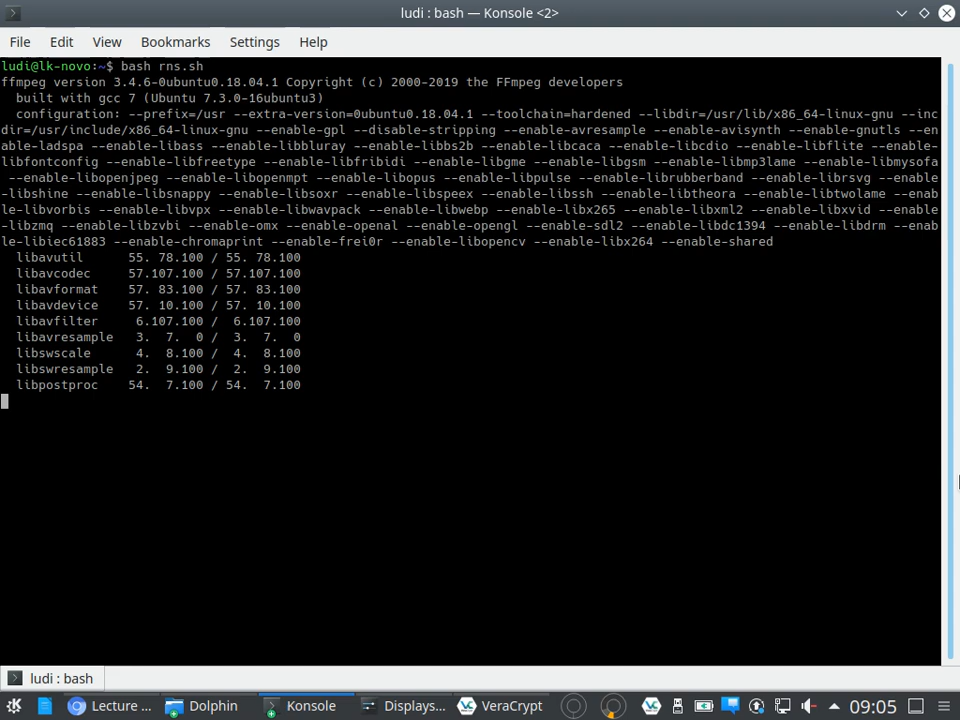 ludi : bash — Konsole <2>
File Edit View Bookmarks Settings Help
ludi@lk-novo:~$ bash rns.sh
ffmpeg version 3.4.6-0ubuntu0.18.04.1 Copyright (c) 2000-2019 the FFmpeg developers
  built with gcc 7 (Ubuntu 7.3.0-16ubuntu3)
  configuration: --prefix=/usr --extra-version=0ubuntu0.18.04.1 --toolchain=hardened --libdir=/usr/lib/x86_64-linux-gnu --inc
dir=/usr/include/x86_64-linux-gnu --enable-gpl --disable-stripping --enable-avresample --enable-avisynth --enable-gnutls --en
able-ladspa --enable-libass --enable-libbluray --enable-libbs2b --enable-libcaca --enable-libcdio --enable-libflite --enable-
libfontconfig --enable-libfreetype --enable-libfribidi --enable-libgme --enable-libgsm --enable-libmp3lame --enable-libmysofa
 --enable-libopenjpeg --enable-libopenmpt --enable-libopus --enable-libpulse --enable-librubberband --enable-librsvg --enable
-libshine --enable-libsnappy --enable-libsoxr --enable-libspeex --enable-libssh --enable-libtheora --enable-libtwolame --enab
le-libvorbis --enable-libvpx --enable-libwavpack --enable-libwebp --enable-libx265 --enable-libxml2 --enable-libxvid --enable
-libzmq --enable-libzvbi --enable-omx --enable-openal --enable-opengl --enable-sdl2 --enable-libdc1394 --enable-libdrm --enab
le-libiec61883 --enable-chromaprint --enable-frei0r --enable-libopencv --enable-libx264 --enable-shared
  libavutil      55. 78.100 / 55. 78.100
  libavcodec     57.107.100 / 57.107.100
  libavformat    57. 83.100 / 57. 83.100
  libavdevice    57. 10.100 / 57. 10.100
  libavfilter     6.107.100 /  6.107.100
  libavresample   3.  7.  0 /  3.  7.  0
  libswscale      4.  8.100 /  4.  8.100
  libswresample   2.  9.100 /  2.  9.100
  libpostproc    54.  7.100 / 54.  7.100
ludi : bash
Lecture ... Dolphin Konsole Displays... VeraCrypt 09:05